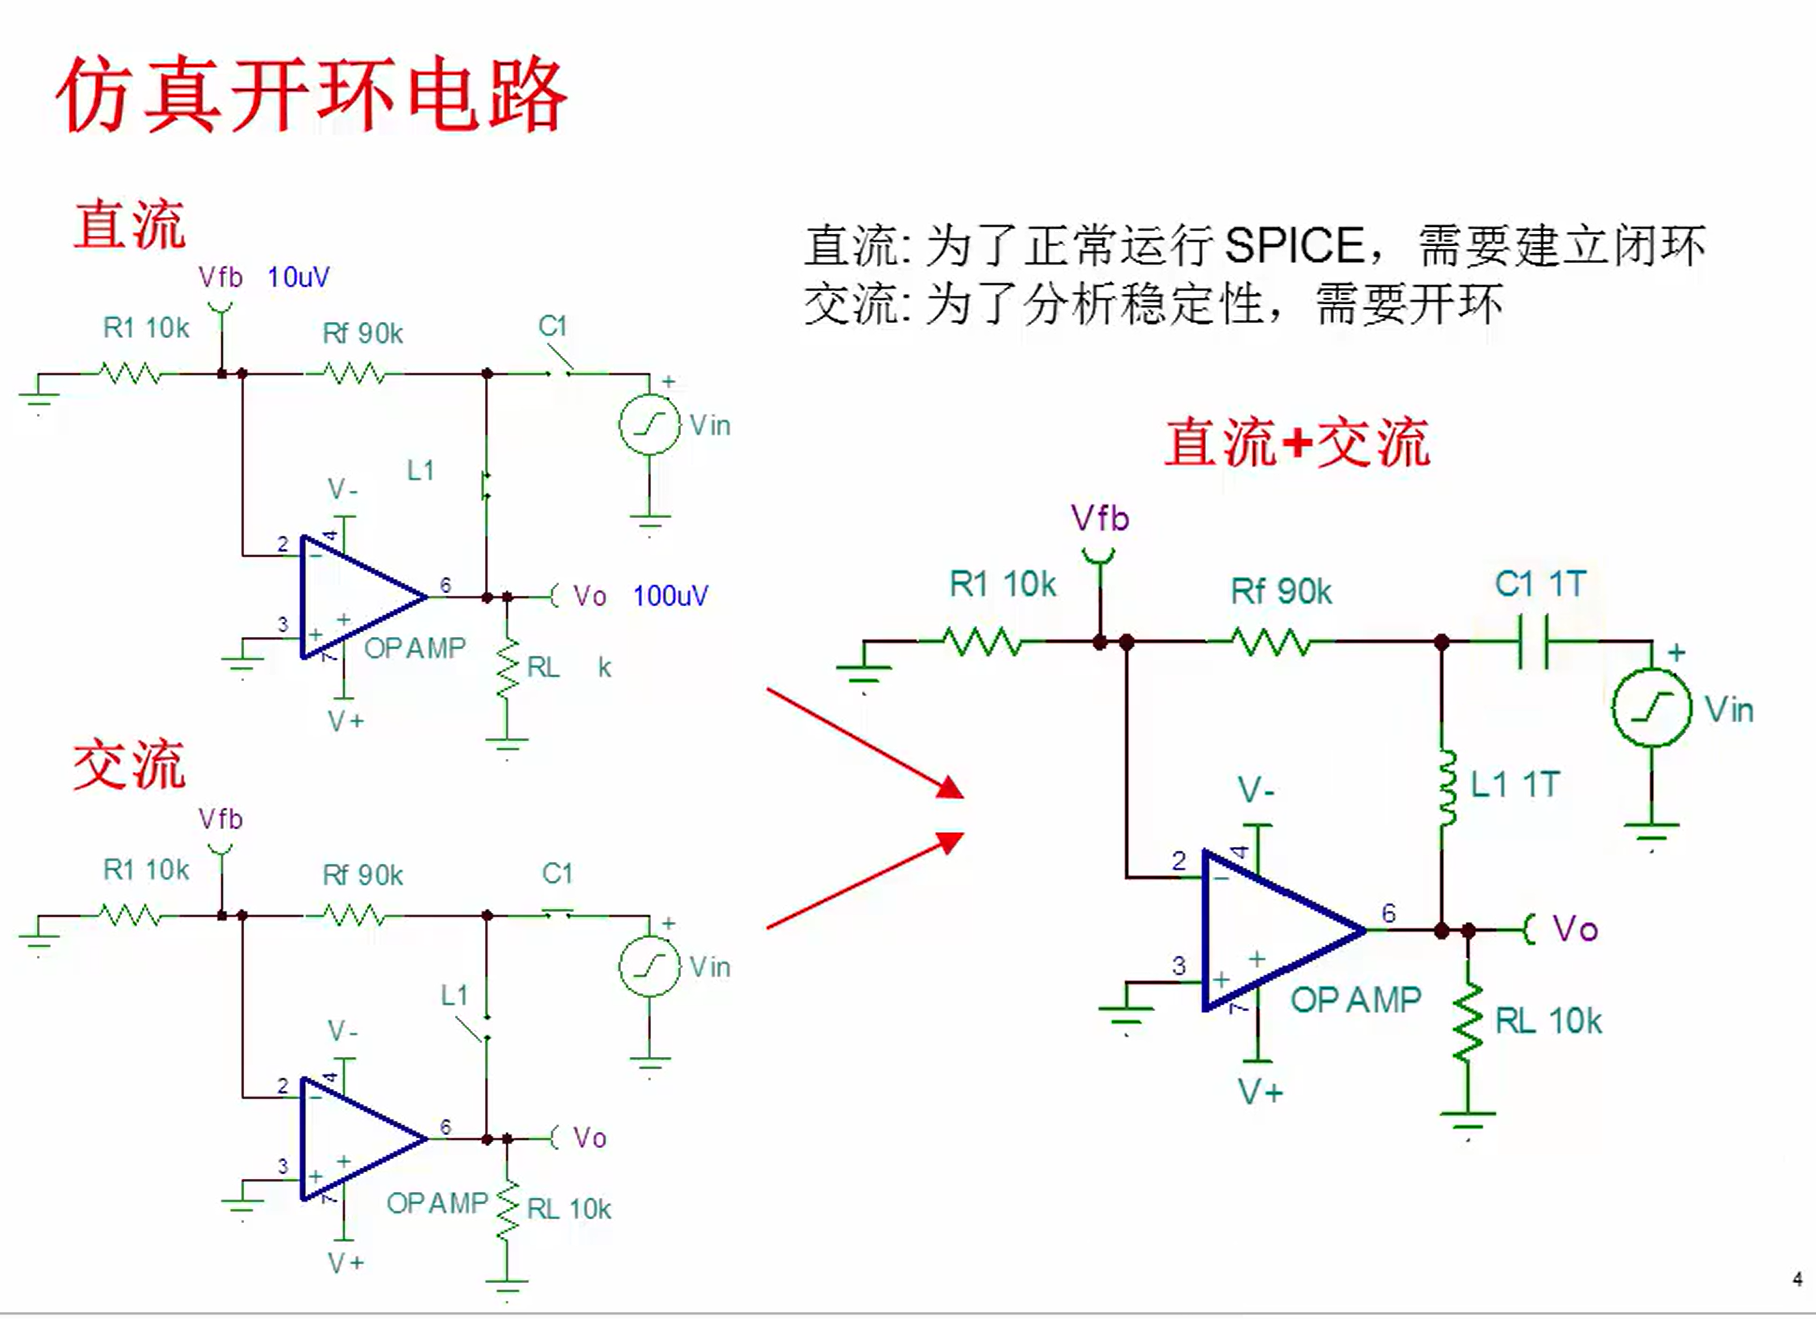 仿真开环电路
直流
Vfb 10uV
R1 10k
Rf 90k
C1
+
Vin
L1
V-
4
2
-
6
Vo 100uV
3
+
+
7
OPAMP
RL k
V+
交流
Vfb
R1 10k
Rf 90k
C1
+
Vin
L1
V-
4
2
-
6
Vo
3
+
+
7
OPAMP
RL 10k
V+
直流: 为了正常运行 SPICE，需要建立闭环
交流: 为了分析稳定性，需要开环
直流+交流
Vfb
R1 10k
Rf 90k
C1 1T
+
Vin
L1 1T
V-
4
2
-
6
Vo
3
+
+
7
OPAMP
RL 10k
V+
4